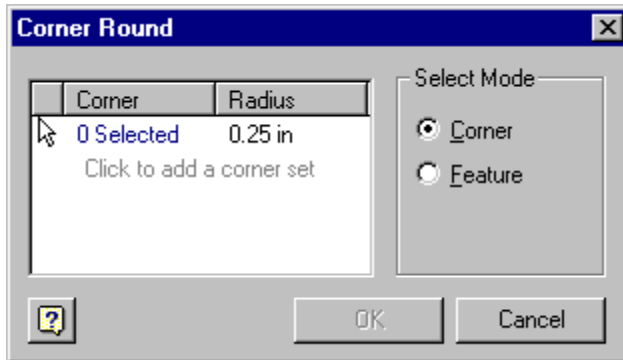 Corner Round
Corner Radius
0 Selected 0.25 in
Click to add a corner set
Select Mode
Corner
Feature
?
OK
Cancel